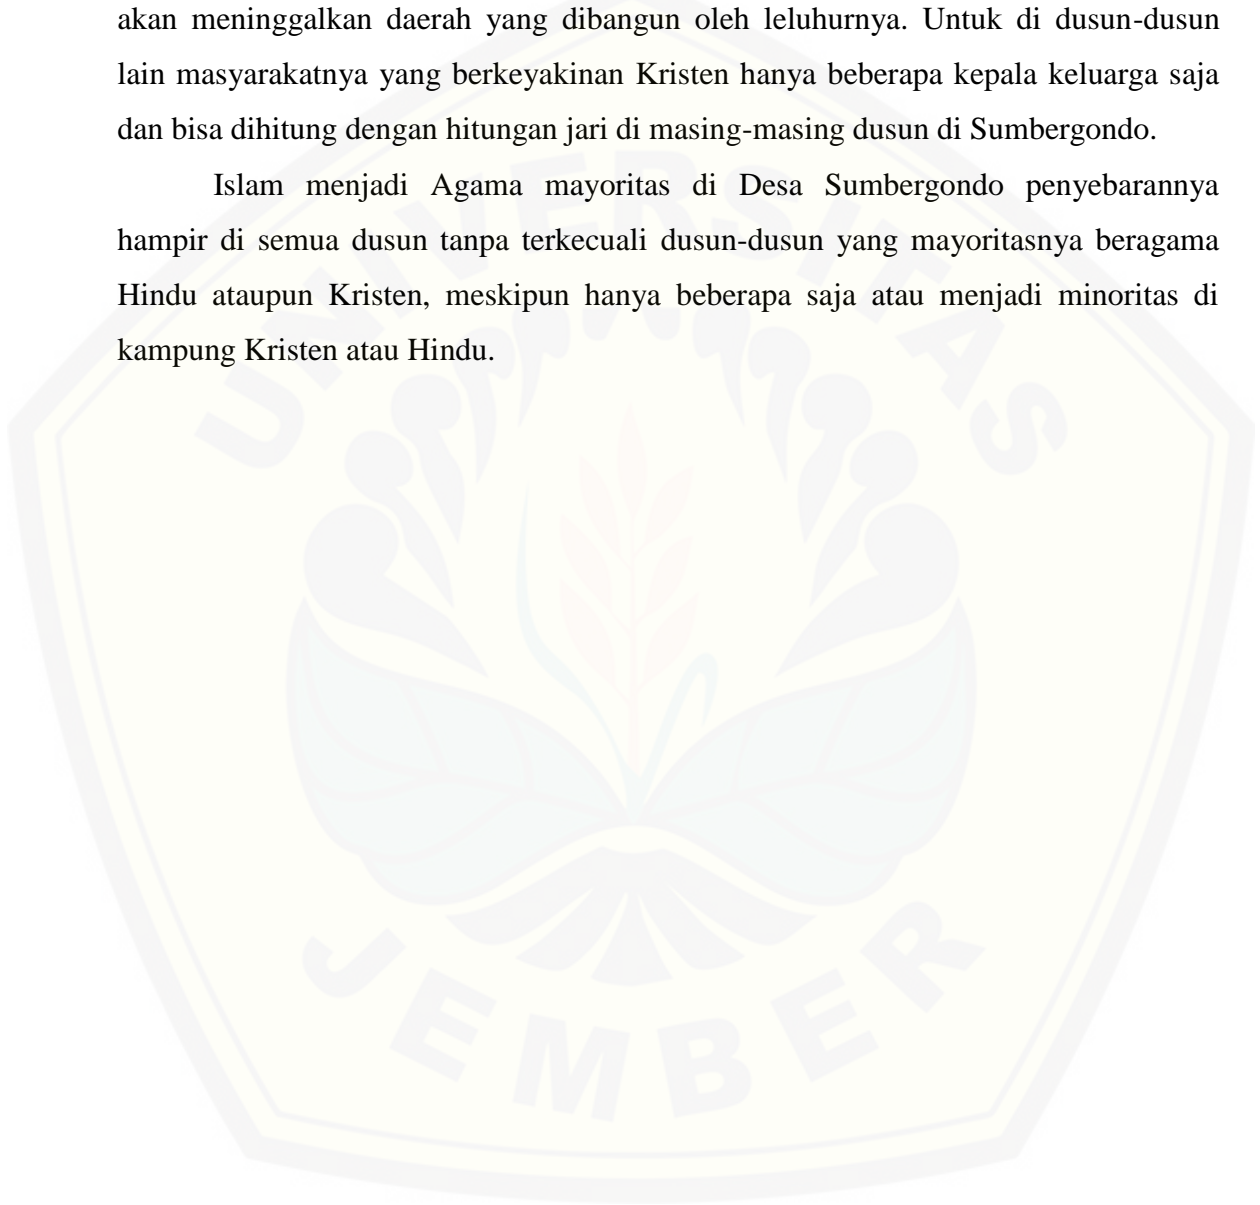 akan meninggalkan daerah yang dibangun oleh leluhurnya. Untuk di dusun-dusun
lain masyarakatnya yang berkeyakinan Kristen hanya beberapa kepala keluarga saja
dan bisa dihitung dengan hitungan jari di masing-masing dusun di Sumbergondo.
Islam menjadi Agama mayoritas di Desa Sumbergondo penyebarannya
hampir di semua dusun tanpa terkecuali dusun-dusun yang mayoritasnya beragama
Hindu ataupun Kristen, meskipun hanya beberapa saja atau menjadi minoritas di
kampung Kristen atau Hindu.
UNIVERSITAS
JEMBER